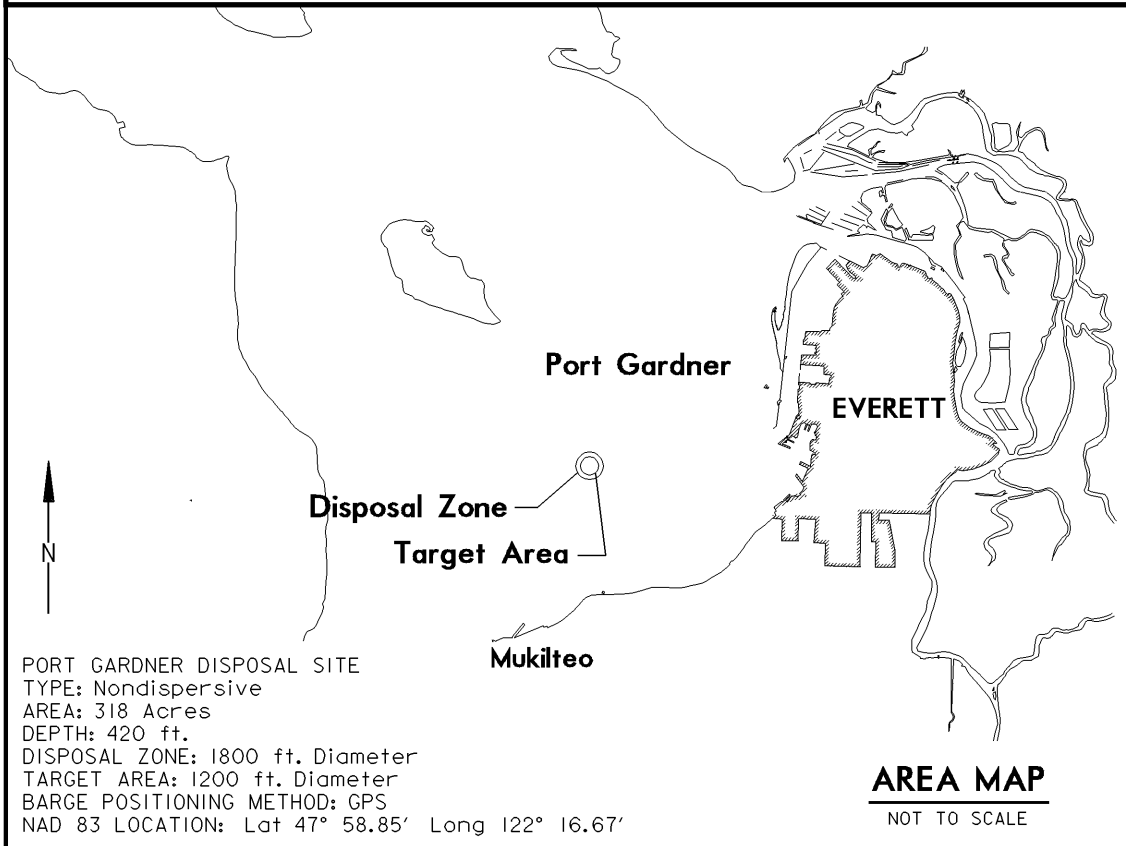 Port Gardner
EVERETT
Disposal Zone
Target Area
N
Mukilteo
PORT GARDNER DISPOSAL SITE
TYPE: Nondispersive
AREA: 318 Acres
DEPTH: 420 ft.
DISPOSAL ZONE: 1800 ft. Diameter
TARGET AREA: 1200 ft. Diameter
BARGE POSITIONING METHOD: GPS
NAD 83 LOCATION: Lat 47° 58.85′ Long 122° 16.67′
AREA MAP
NOT TO SCALE